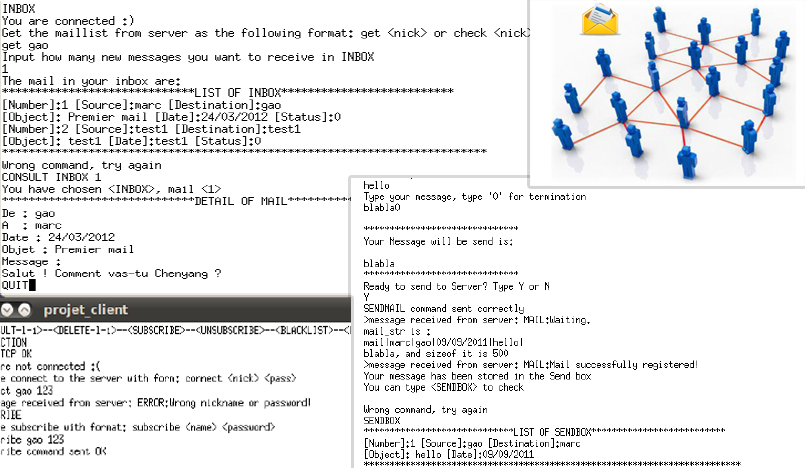 INBOX
You are connected :)
Get the maillist from server as the following format: get <nick> or check <nick>
get gao
Input how many new messages you want to receive in INBOX
1
The mail in your inbox are:
****************************LIST OF INBOX*************************
[Number]:1 [Source]:marc [Destination]:gao
[Object]: Premier mail [Date]:24/03/2012 [Status]:0
[Number]:2 [Source]:test1 [Destination]:test1
[Object]: test1 [Date]:test1 [Status]:0
**********************************************************************
Wrong command, try again
CONSULT INBOX 1
You have chosen <INBOX>, mail <1>
****************************DETAIL OF MAIL*************
De : gao
A  : marc
Date : 24/03/2012
Objet : Premier mail
Message :
Salut ! Comment vas-tu Chenyang ?
QUIT
projet_client
ULT-l-i>--<DELETE-l-i>--<SUBSCRIBE>--<UNSUBSCRIBE>--<BLACKLIST>--<
CTION
TCP OK
re not connected :(
e connect to the server with form: connect <nick> <pass>
ct gao 123
age received from server: ERROR:Wrong nickname or password!
RIBE
e subscribe with format: subscribe <name> <password>
ribe gao 123
ribe command sent OK
hello
Type your message, type '0' for termination
blabla0
******************************
Your Message will be send is:
blabla
******************************
Ready to send to Server? Type Y or N
Y
SENDMAIL command sent correctly
>message received from server: MAIL:Waiting.
mail_str is :
mail|marc|gao|09/09/2011|hello|
blabla, and sizeof it is 500
>message received from server: MAIL:Mail successfully registered!
Your message has been stored in the Send box
You can type <SENDBOX> to check
Wrong command, try again
SENDBOX
*****************************LIST OF SENDBOX**************************
[Number]:1 [Source]:gao [Destination]:marc
[Object]: hello [Date]:09/09/2011
*************************************************************************